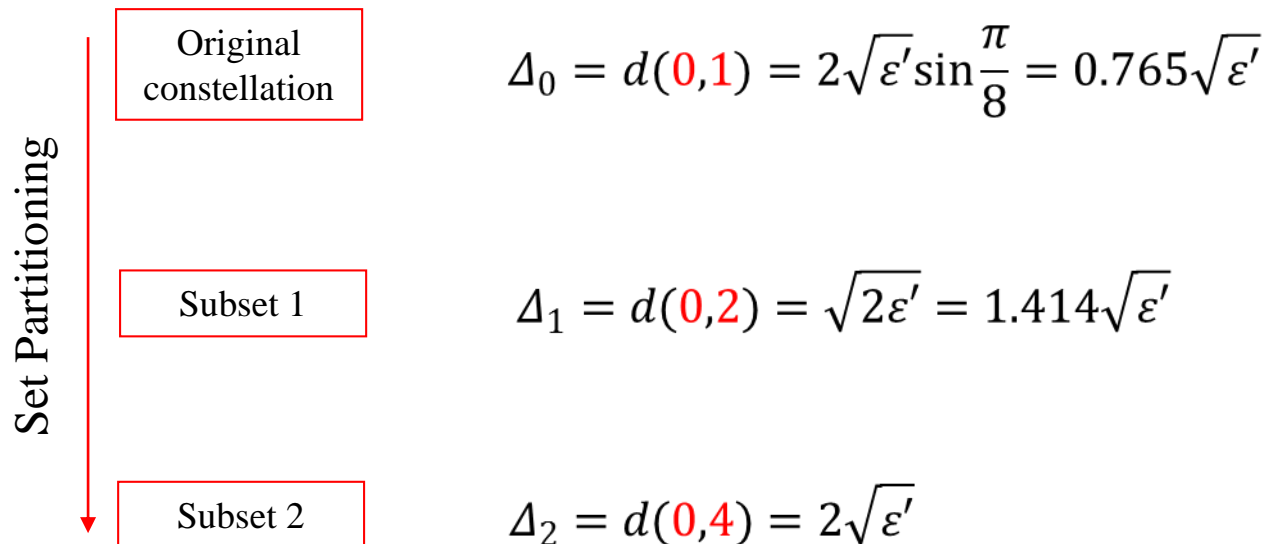 Set Partitioning
Original
constellation
𝛥₀ = 𝑑(0,1) = 2√𝜀′ sin π/8 = 0.765√𝜀′
Subset 1
𝛥₁ = 𝑑(0,2) = √2𝜀′ = 1.414√𝜀′
Subset 2
𝛥₂ = 𝑑(0,4) = 2√𝜀′